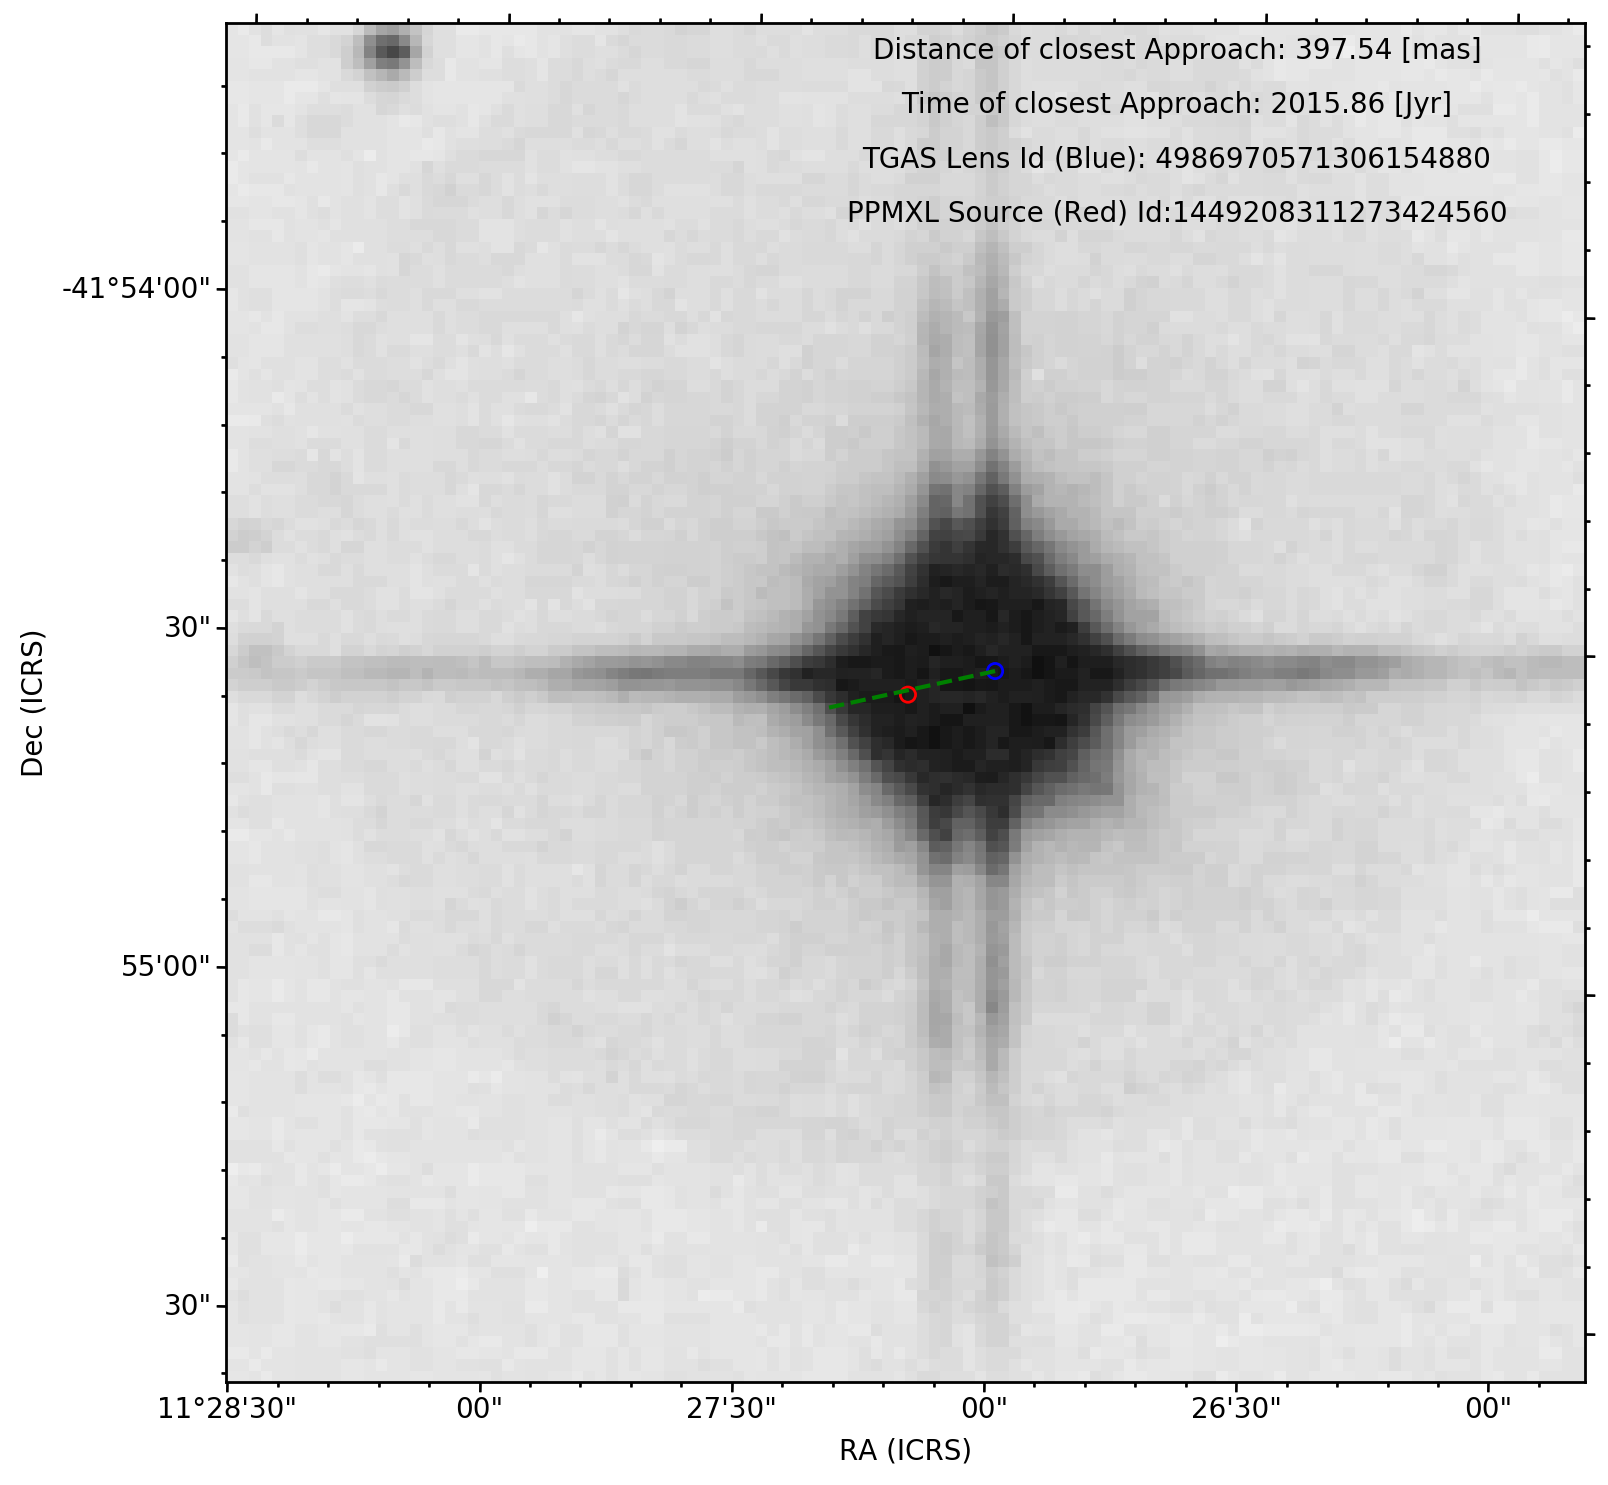 Distance of closest Approach: 397.54 [mas]
Time of closest Approach: 2015.86 [Jyr]
TGAS Lens Id (Blue): 4986970571306154880
PPMXL Source (Red) Id:1449208311273424560
-41°54'00"
30"
55'00"
30"
Dec (ICRS)
11°28'30"
00"
27'30"
00"
26'30"
00"
RA (ICRS)